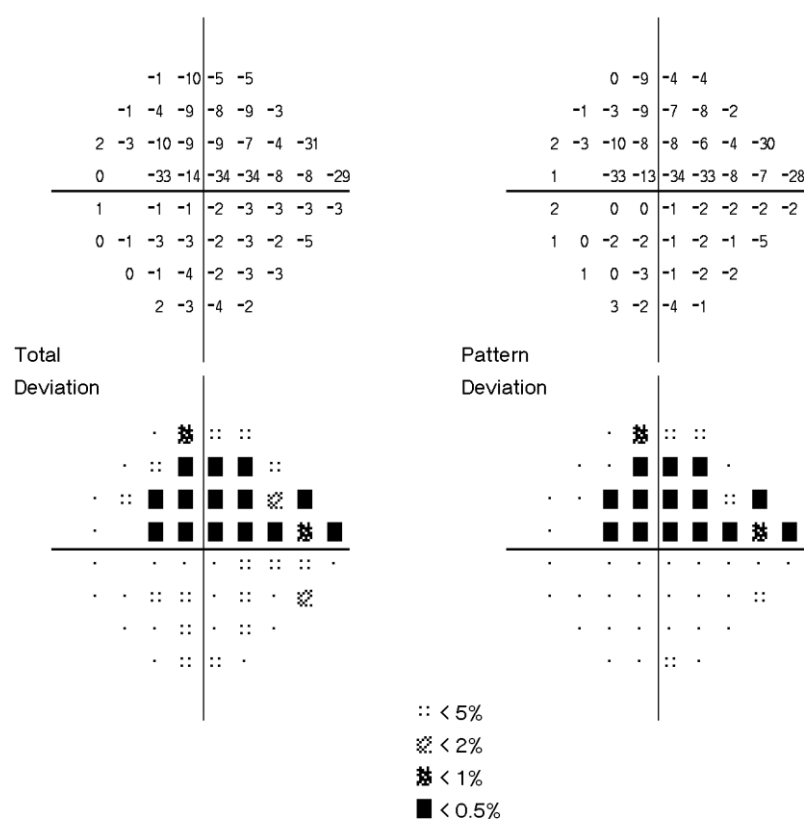 -1 -10 -5 -5 0 -9 -4 -4
-1 -4 -9 -8 -9 -3 -1 -3 -9 -7 -8 -2
2 -3 -10 -9 -9 -7 -4 -31 2 -3 -10 -8 -8 -6 -4 -30
0 -33 -14 -34 -34 -8 -8 -29 1 -33 -13 -34 -33 -8 -7 -28
1 -1 -1 -2 -3 -3 -3 -3 2 0 0 -1 -2 -2 -2 -2
0 -1 -3 -3 -2 -3 -2 -5 1 0 -2 -2 -1 -2 -1 -5
0 -1 -4 -2 -3 -3 1 0 -3 -1 -2 -2
2 -3 -4 -2 3 -2 -4 -1
Total Pattern
Deviation Deviation
< 5%
< 2%
< 1%
< 0.5%